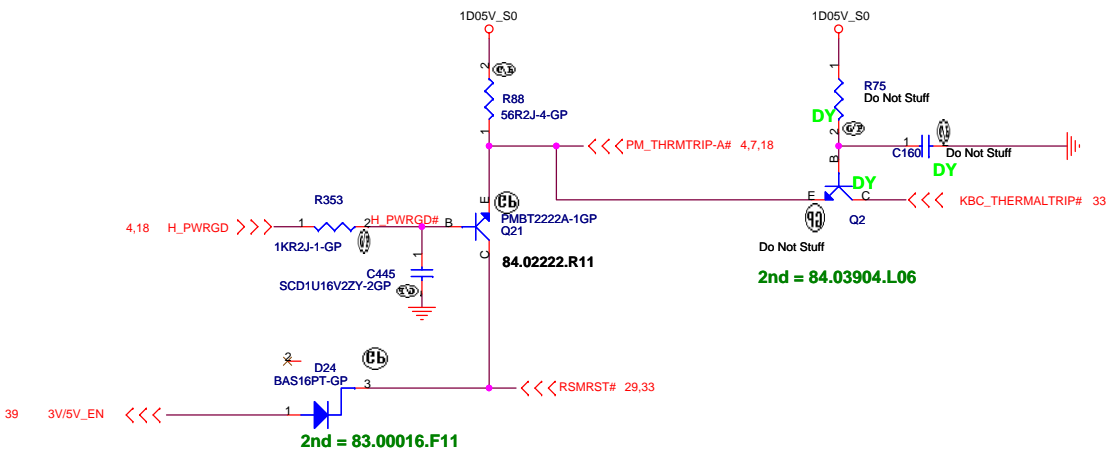 1D05V_S0
1D05V_S0
2
R88
56R2J-4-GP
1
1
R75
Do Not Stuff
DY
2
PM_THRMTRIP-A# 4,7,18
C160
1
Do Not Stuff
DY
B
DY
E
C
Q2
KBC_THERMALTRIP# 33
Do Not Stuff
2nd = 84.03904.L06
R353
4,18 H_PWRGD
1
2
H_PWRGD#
1KR2J-1-GP
B
E
PMBT2222A-1GP
Q21
C
84.02222.R11
1
C445
SCD1U16V2ZY-2GP
2
D24
BAS16PT-GP
3
RSMRST# 29,33
39 3V/5V_EN
1
2nd = 83.00016.F11